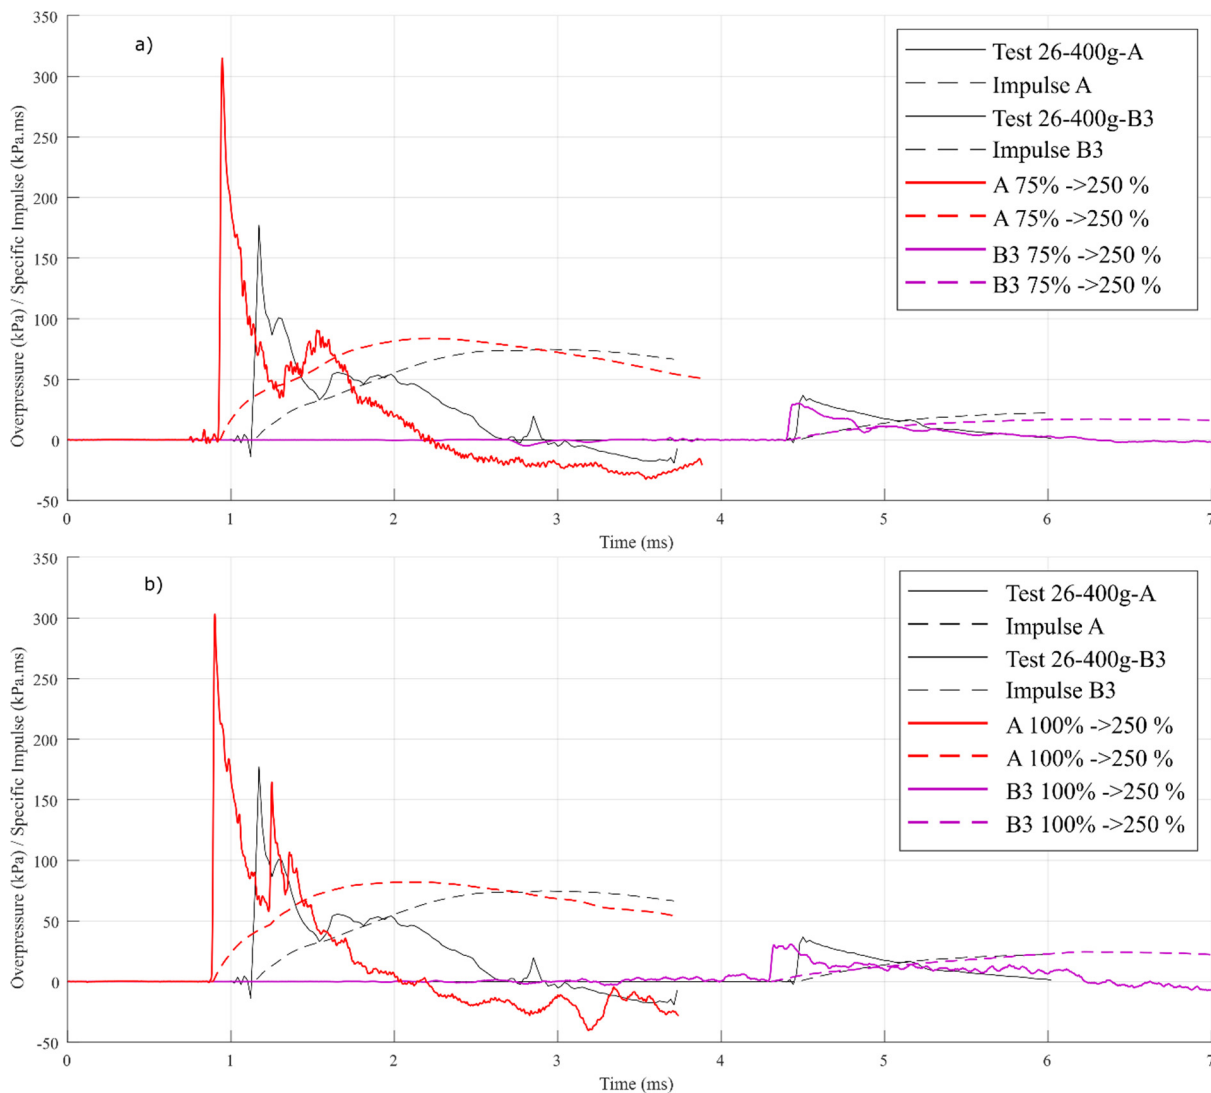 a)
Overpressure (kPa) / Specific Impulse (kPa.ms)
350
300
250
200
150
100
50
0
-50
0 1 2 3 4 5 6 7
Time (ms)
Test 26-400g-A
Impulse A
Test 26-400g-B3
Impulse B3
A 75% ->250 %
A 75% ->250 %
B3 75% ->250 %
B3 75% ->250 %
b)
Overpressure (kPa) / Specific Impulse (kPa.ms)
350
300
250
200
150
100
50
0
-50
0 1 2 3 4 5 6 7
Time (ms)
Test 26-400g-A
Impulse A
Test 26-400g-B3
Impulse B3
A 100% ->250 %
A 100% ->250 %
B3 100% ->250 %
B3 100% ->250 %